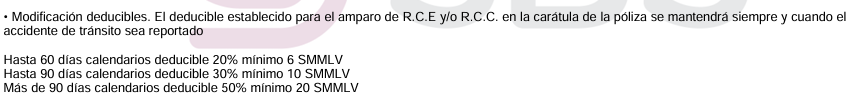 • Modificación deducibles. El deducible establecido para el amparo de R.C.E y/o R.C.C. en la carátula de la póliza se mantendrá siempre y cuando el
accidente de tránsito sea reportado
Hasta 60 días calendarios deducible 20% mínimo 6 SMMLV
Hasta 90 días calendarios deducible 30% mínimo 10 SMMLV
Más de 90 días calendarios deducible 50% mínimo 20 SMMLV